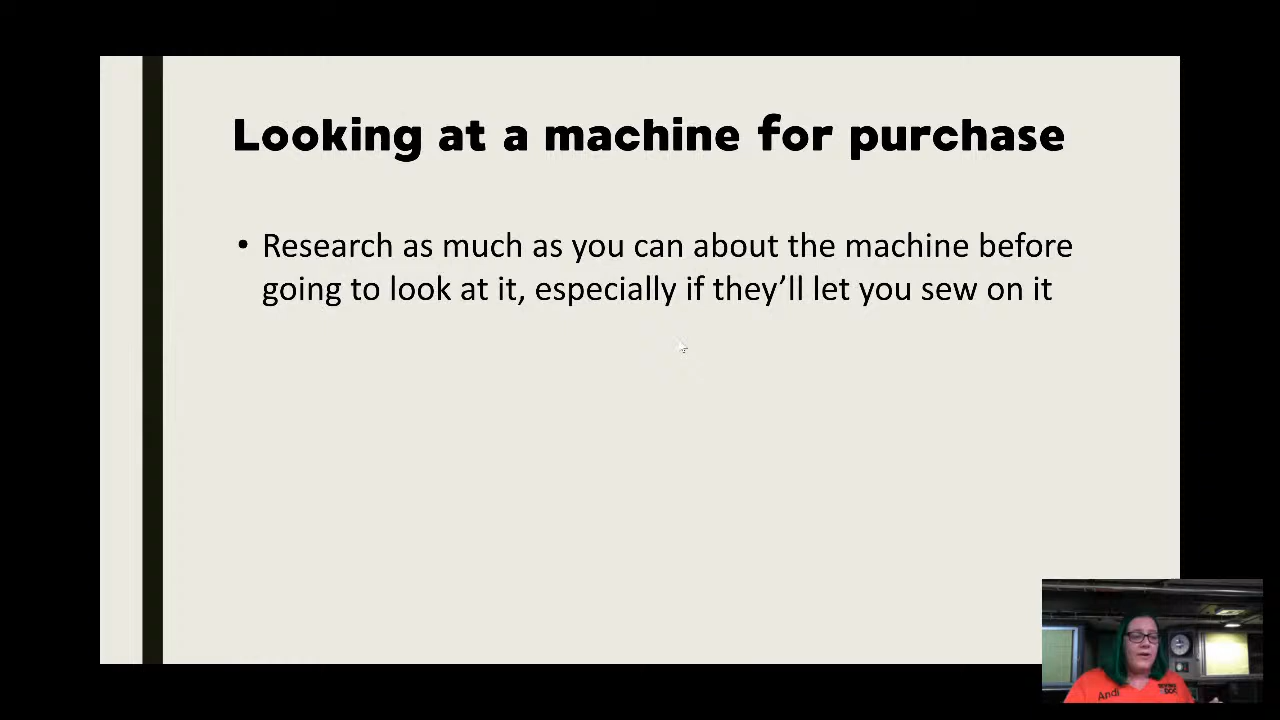 Looking at a machine for purchase
• Research as much as you can about the machine before
going to look at it, especially if they’ll let you sew on it
Andi